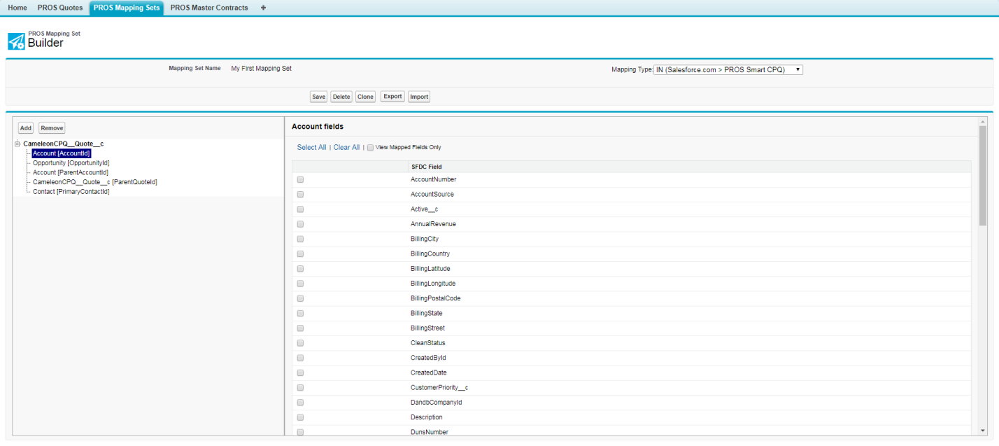 Home PROS Quotes PROS Mapping Sets PROS Master Contracts +
PROS Mapping Set
Builder
Mapping Set Name My First Mapping Set Mapping Type: IN (Salesforce.com > PROS Smart CPQ)
Save Delete Clone Export Import
Add Remove
CameleonCPQ__Quote__c
Account [AccountId]
Opportunity [OpportunityId]
Account [ParentAccountId]
CameleonCPQ__Quote__c [ParentQuoteId]
Contact [PrimaryContactId]
Account fields
Select All | Clear All | View Mapped Fields Only
SFDC Field
AccountNumber
AccountSource
Active__c
AnnualRevenue
BillingCity
BillingCountry
BillingLatitude
BillingLongitude
BillingPostalCode
BillingState
BillingStreet
CleanStatus
CreatedById
CreatedDate
CustomerPriority__c
DandbCompanyId
Description
DunsNumber